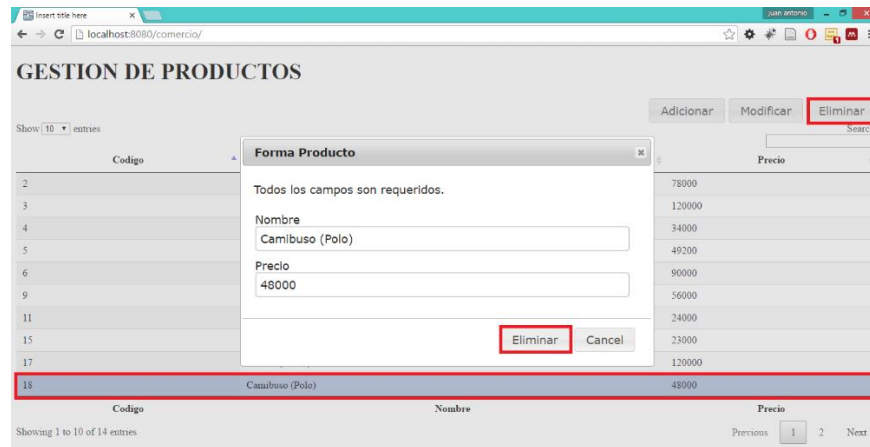 Insert title here
juan antonio
localhost:8080/comercio/
GESTION DE PRODUCTOS
Adicionar Modificar Eliminar
Show 10 entries
Searc
Codigo Precio
Forma Producto
Todos los campos son requeridos.
Nombre
Camibuso (Polo)
Precio
48000
Eliminar Cancel
2 78000
3 120000
4 34000
5 49200
6 90000
9 56000
11 24000
15 23000
17 120000
18 Camibuso (Polo) 48000
Codigo Nombre Precio
Showing 1 to 10 of 14 entries
Previous 1 2 Next